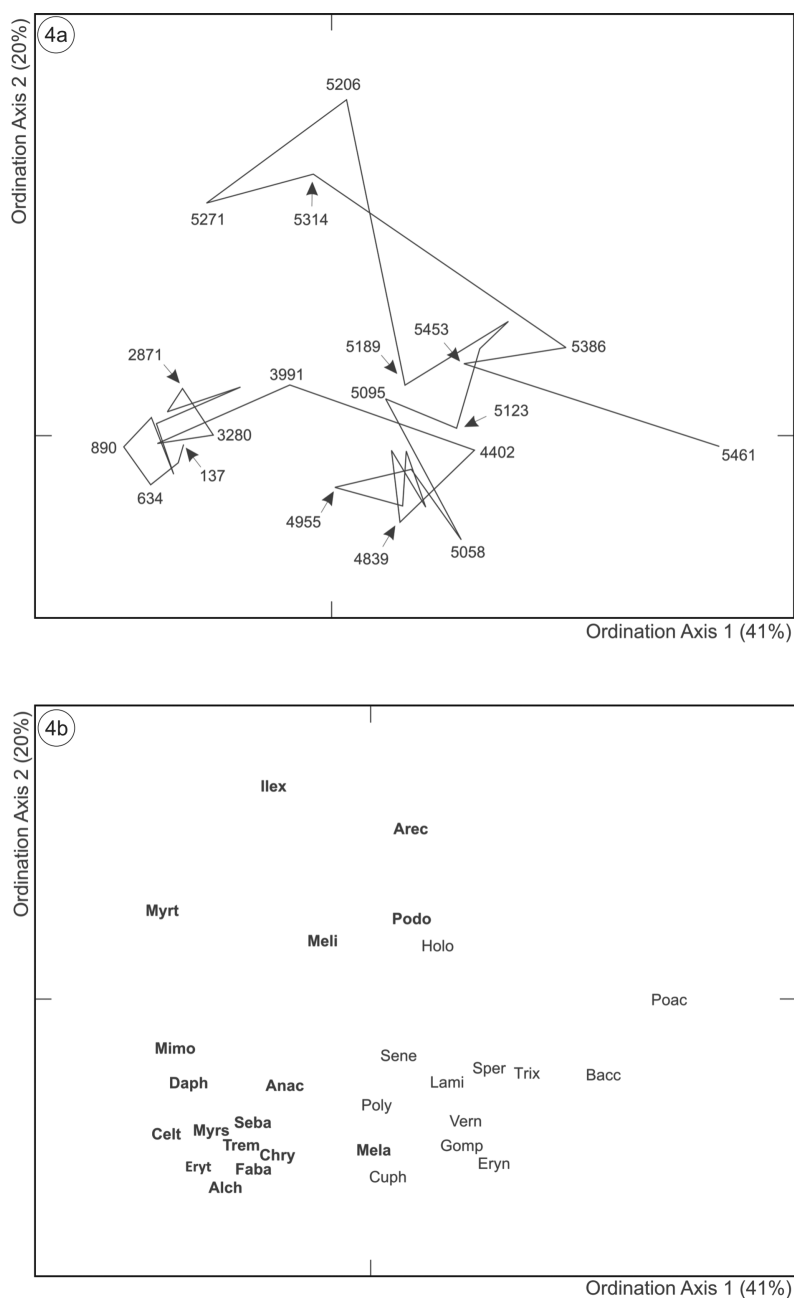 4a
Ordination Axis 2 (20%)
5206
5271
5314
5453
5386
5189
2871
3991
5095
5123
890
3280
4402
5461
137
634
4955
4839
5058
Ordination Axis 1 (41%)
4b
Ordination Axis 2 (20%)
Ilex
Arec
Myrt
Podo
Meli
Holo
Poac
Mimo
Sene
Daph
Anac
Lami
Sper
Trix
Bacc
Poly
Celt
Myrs
Seba
Vern
Trem
Chry
Mela
Gomp
Eryt
Faba
Cuph
Eryn
Alch
Ordination Axis 1 (41%)